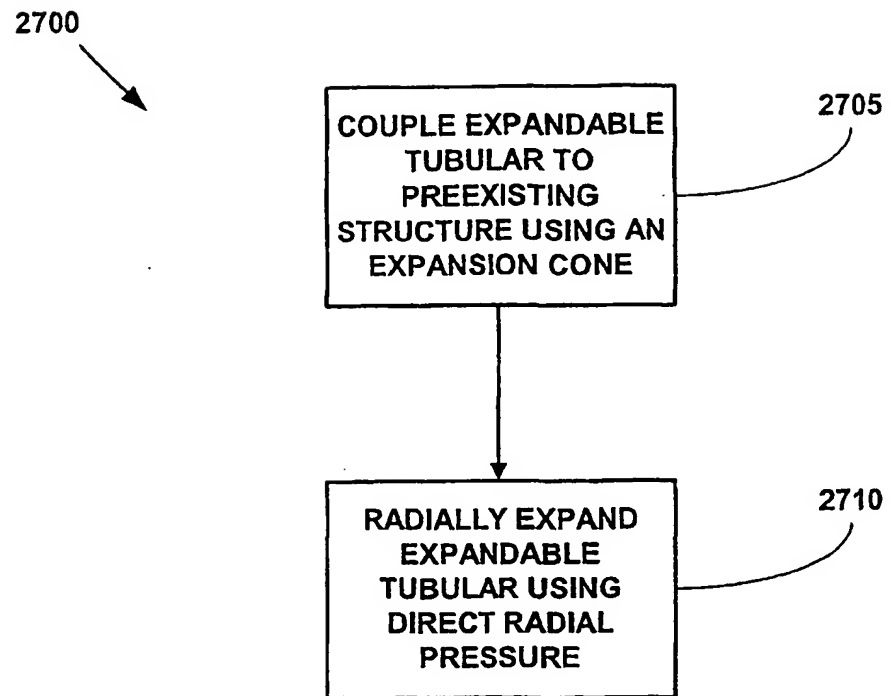 2700
COUPLE EXPANDABLE
TUBULAR TO
PREEXISTING
STRUCTURE USING AN
EXPANSION CONE
2705
RADIALLY EXPAND
EXPANDABLE
TUBULAR USING
DIRECT RADIAL
PRESSURE
2710